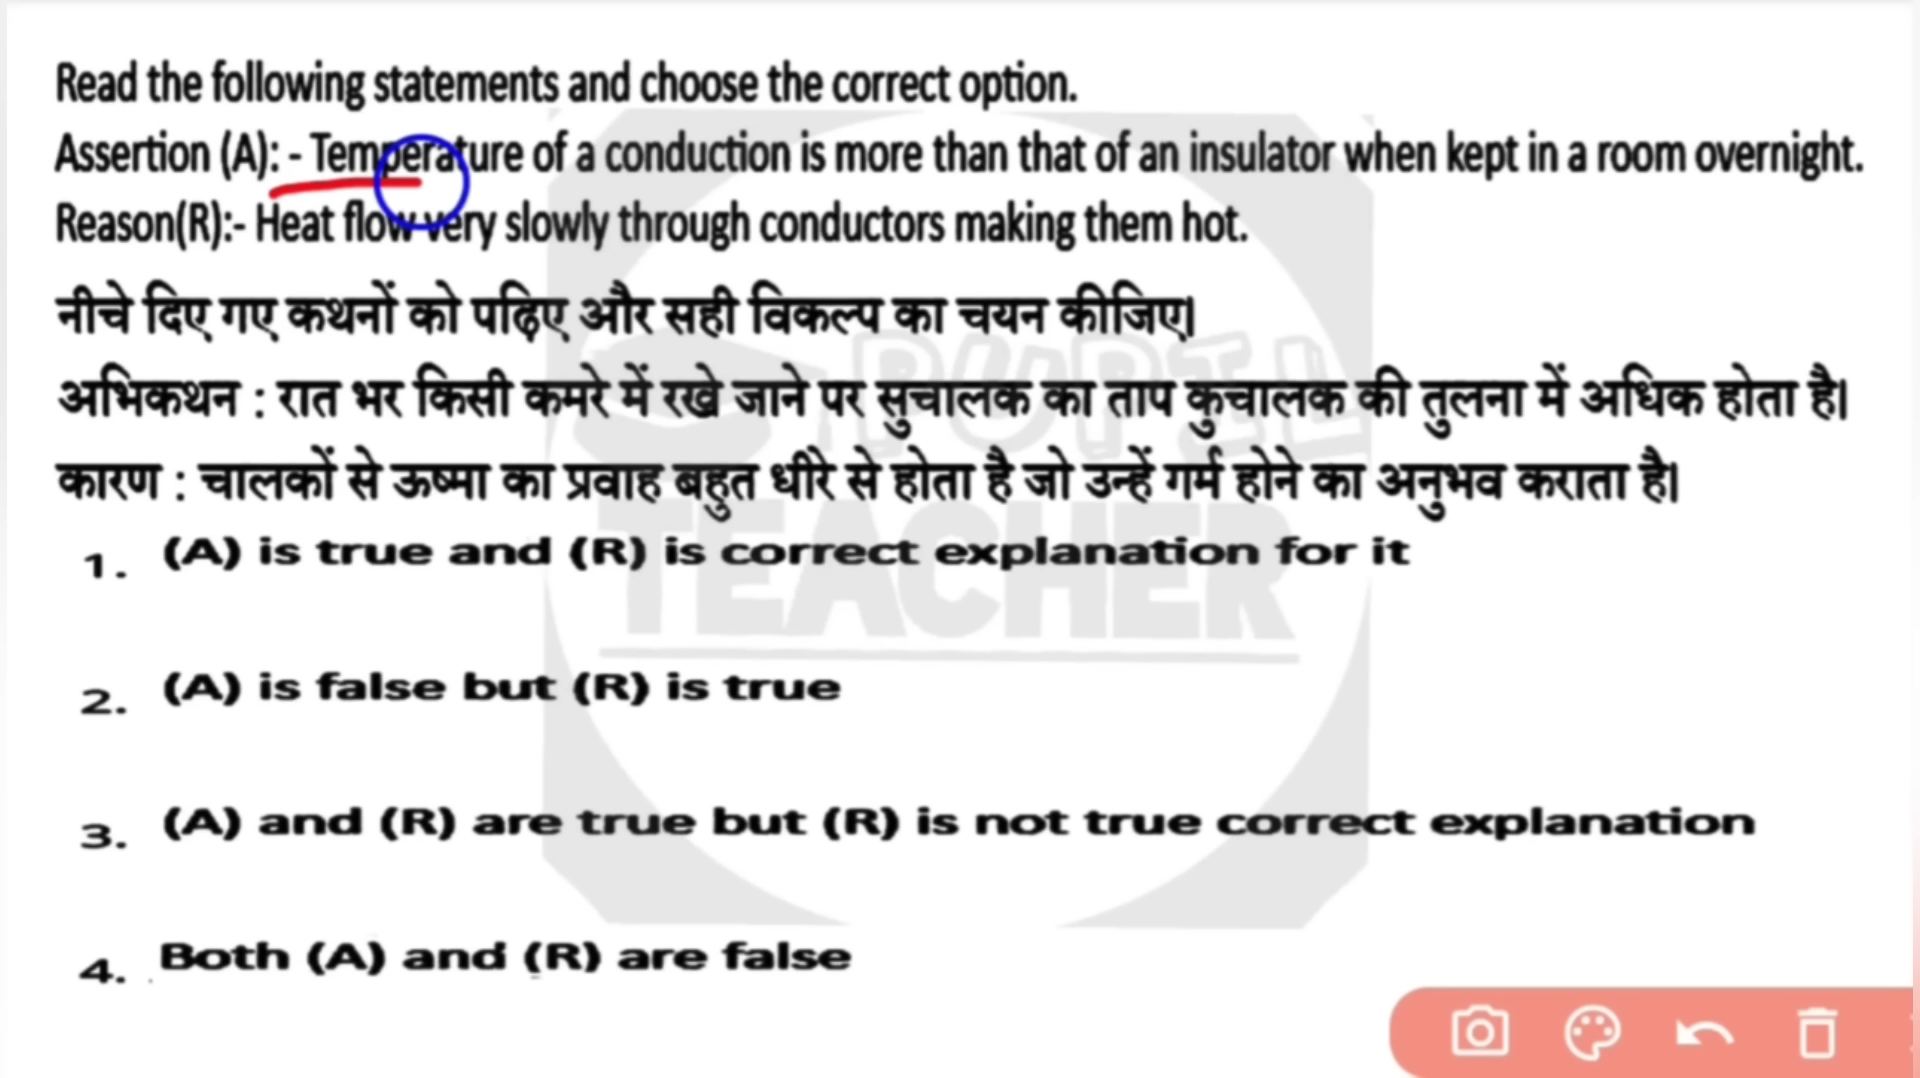 Read the following statements and choose the correct option.
Assertion (A): - Temperature of a conduction is more than that of an insulator when kept in a room overnight.
Reason(R):- Heat flow very slowly through conductors making them hot.
नीचे दिए गए कथनों को पढ़िए और सही विकल्प का चयन कीजिए।
अभिकथन : रात भर किसी कमरे में रखे जाने पर सुचालक का ताप कुचालक की तुलना में अधिक होता है।
कारण : चालकों से ऊष्मा का प्रवाह बहुत धीरे से होता है जो उन्हें गर्म होने का अनुभव कराता है।
PUPIL
TEACHER
1. (A) is true and (R) is correct explanation for it
2. (A) is false but (R) is true
3. (A) and (R) are true but (R) is not true correct explanation
4. Both (A) and (R) are false